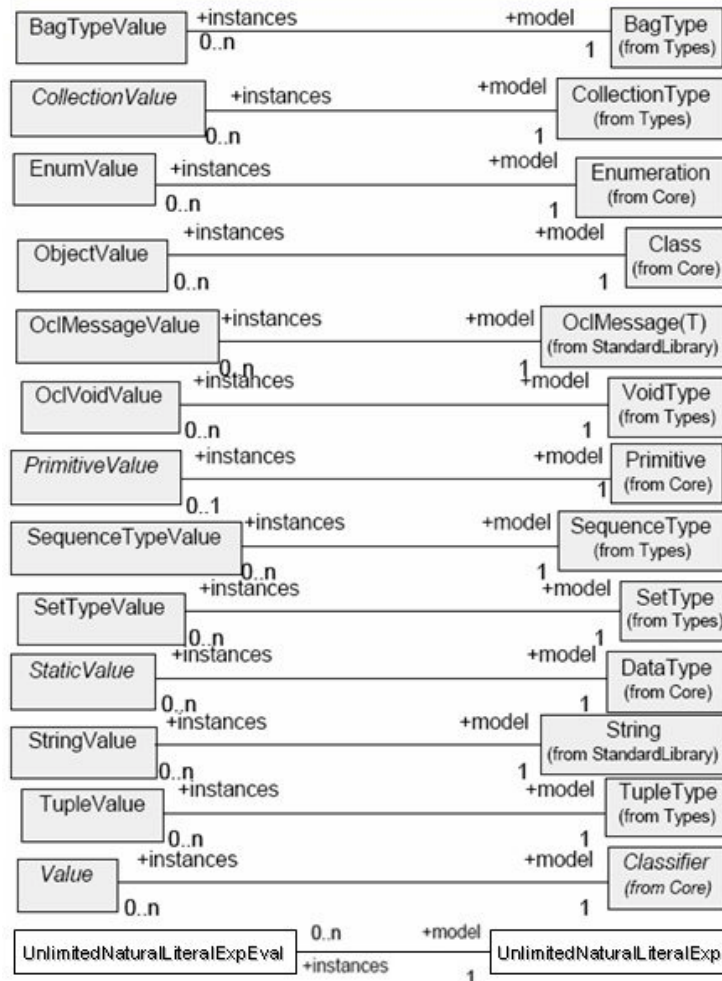 BagTypeValue +instances 0..n +model 1 BagType
(from Types)
CollectionValue +instances 0..n +model 1 CollectionType
(from Types)
EnumValue +instances 0..n +model 1 Enumeration
(from Core)
ObjectValue +instances 0..n +model 1 Class
(from Core)
OclMessageValue +instances 0..n +model 1 OclMessage(T)
(from StandardLibrary)
OclVoidValue +instances 0..n +model 1 VoidType
(from Types)
PrimitiveValue +instances 0..1 +model 1 Primitive
(from Core)
SequenceTypeValue +instances 0..n +model 1 SequenceType
(from Types)
SetTypeValue +instances 0..n +model 1 SetType
(from Types)
StaticValue +instances 0..n +model 1 DataType
(from Core)
StringValue +instances 0..n +model 1 String
(from StandardLibrary)
TupleValue +instances 0..n +model 1 TupleType
(from Types)
Value +instances 0..n +model 1 Classifier
(from Core)
UnlimitedNaturalLiteralExpEval 0..n +instances +model 1 UnlimitedNaturalLiteralExp